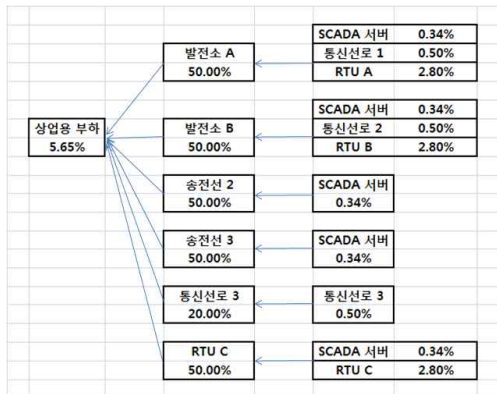 SCADA 서버 0.34%
발전소 A 통신선로 1 0.50%
50.00% RTU A 2.80%
SCADA 서버 0.34%
상업용 부하 발전소 B 통신선로 2 0.50%
5.65% 50.00% RTU B 2.80%
송전선 2 SCADA 서버
50.00% 0.34%
송전선 3 SCADA 서버
50.00% 0.34%
통신선로 3 통신선로 3
20.00% 0.50%
RTU C SCADA 서버 0.34%
50.00% RTU C 2.80%